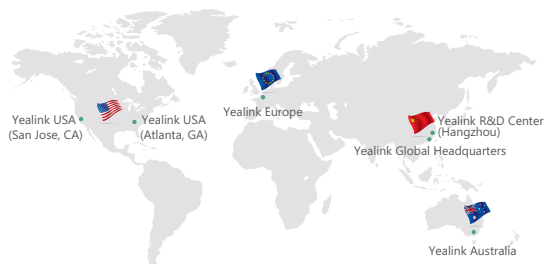 Yealink USA
(San Jose, CA)
Yealink USA
(Atlanta, GA)
Yealink Europe
Yealink R&D Center
(Hangzhou)
Yealink Global Headquarters
Yealink Australia